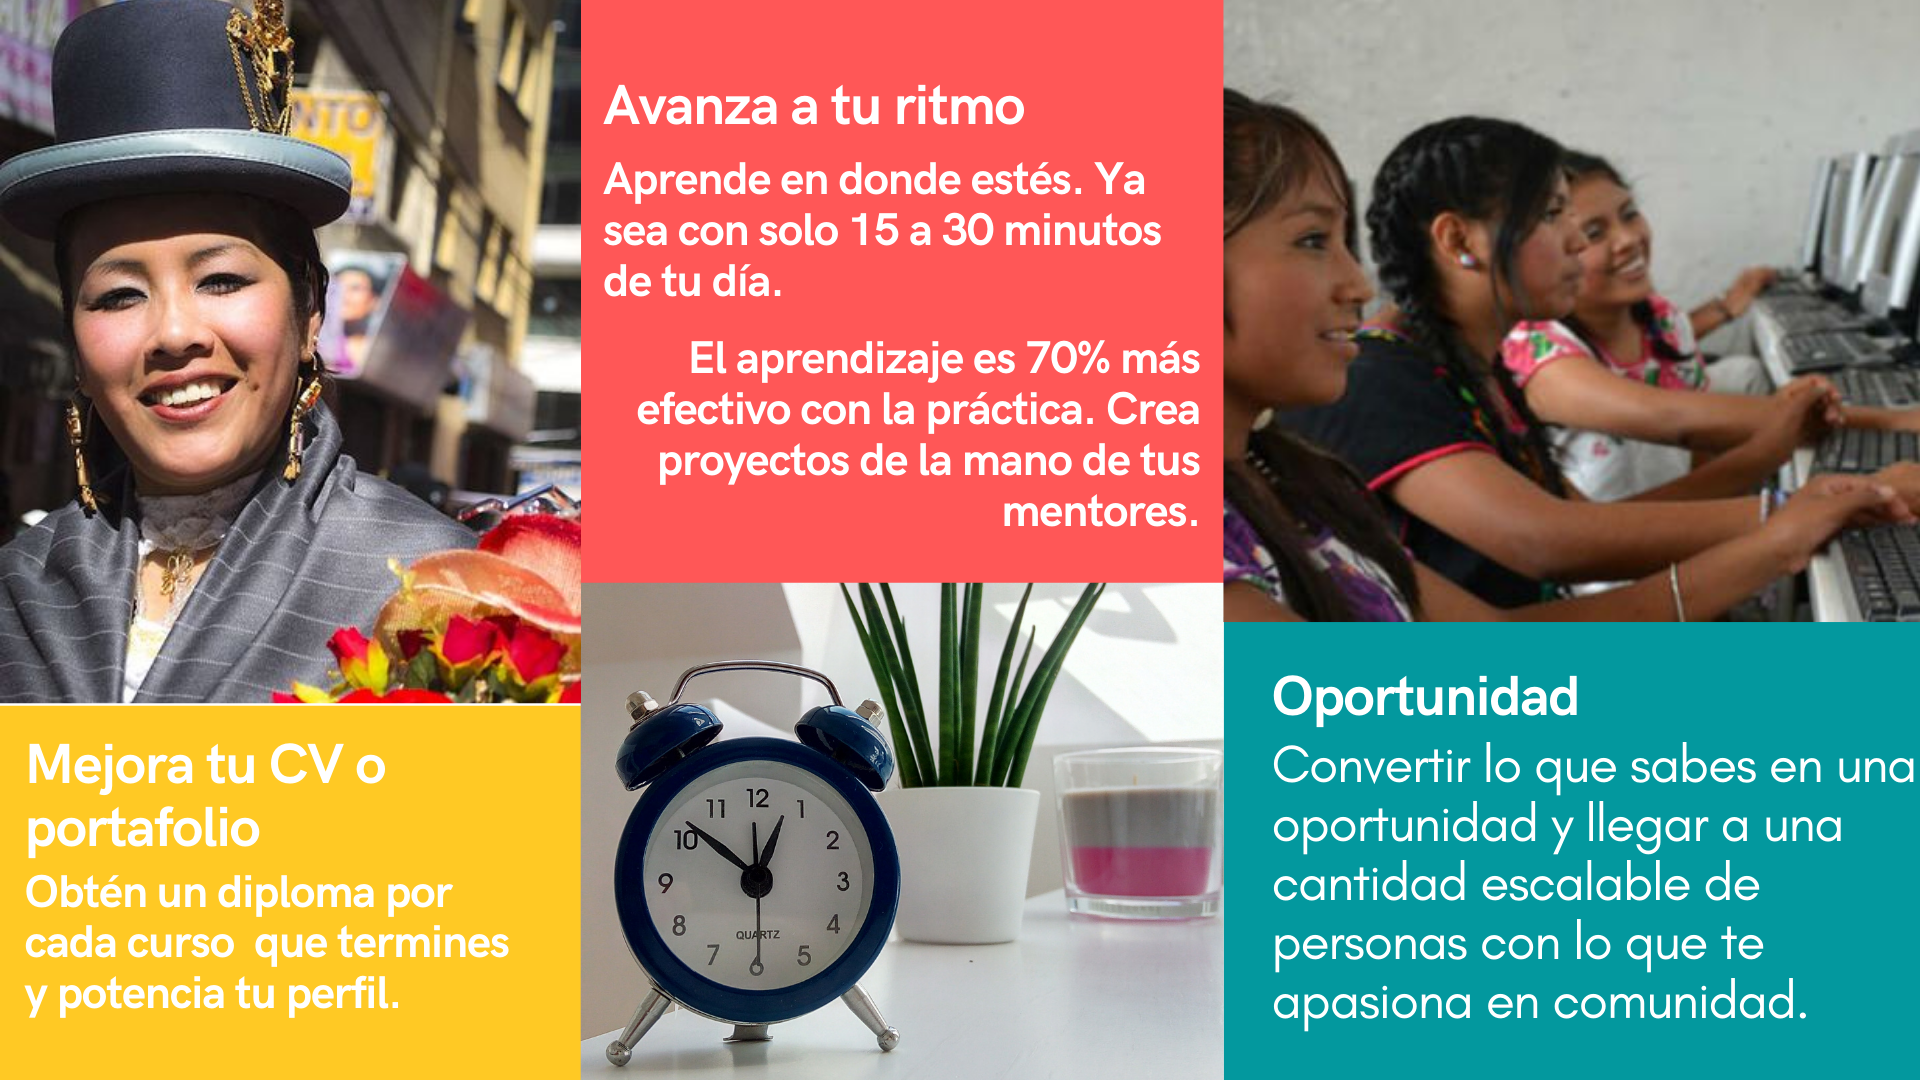 Avanza a tu ritmo
Aprende en donde estés. Ya
sea con solo 15 a 30 minutos
de tu día.
El aprendizaje es 70% más
efectivo con la práctica. Crea
proyectos de la mano de tus
mentores.
Mejora tu CV o
portafolio
Obtén un diploma por
cada curso  que termines
y potencia tu perfil.
12
11 1
10 2
9 3
8 4
QUARTZ
7 5
Oportunidad
Convertir lo que sabes en una
oportunidad y llegar a una
cantidad escalable de
personas con lo que te
apasiona en comunidad.